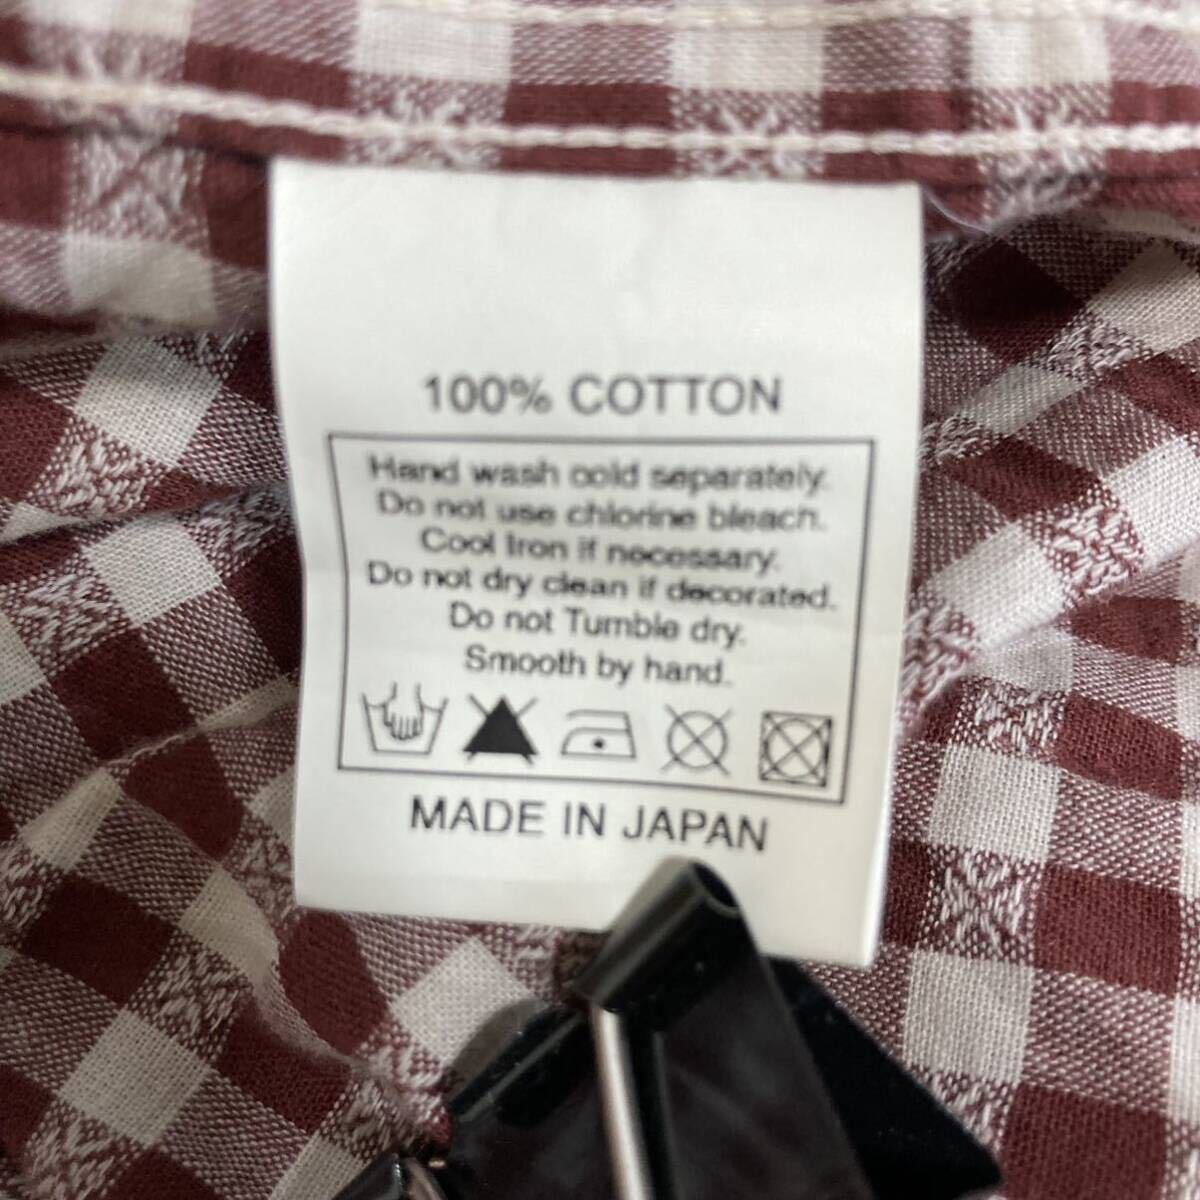 100% COTTON
Hand wash cold separately.
Do not use chlorine bleach.
Cool Iron if necessary.
Do not dry clean if decorated.
Do not Tumble dry.
Smooth by hand.
MADE IN JAPAN